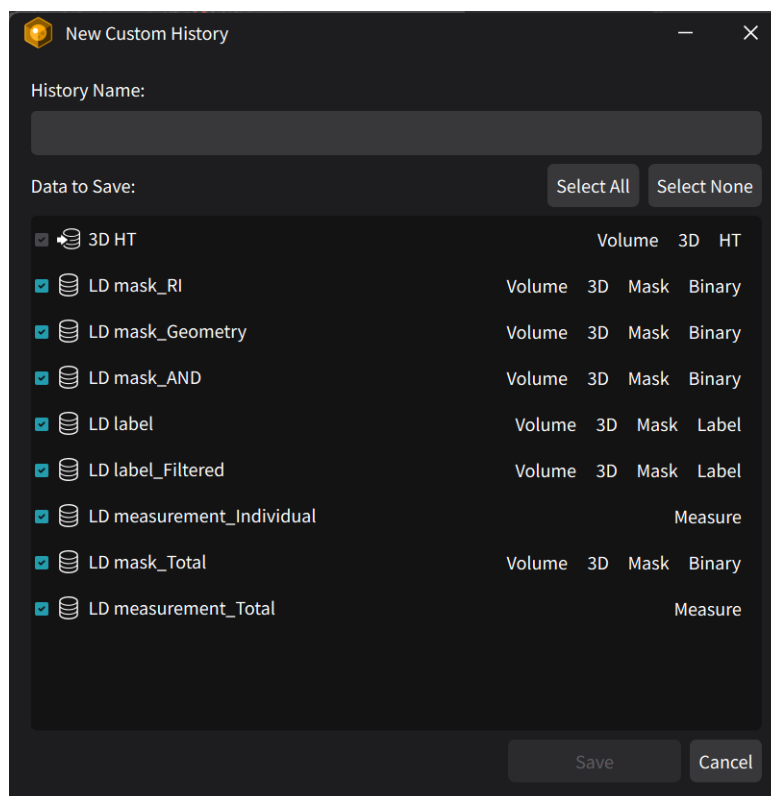 New Custom History
History Name:
Data to Save: Select All Select None
3D HT Volume 3D HT
LD mask_RI Volume 3D Mask Binary
LD mask_Geometry Volume 3D Mask Binary
LD mask_AND Volume 3D Mask Binary
LD label Volume 3D Mask Label
LD label_Filtered Volume 3D Mask Label
LD measurement_Individual Measure
LD mask_Total Volume 3D Mask Binary
LD measurement_Total Measure
Save Cancel